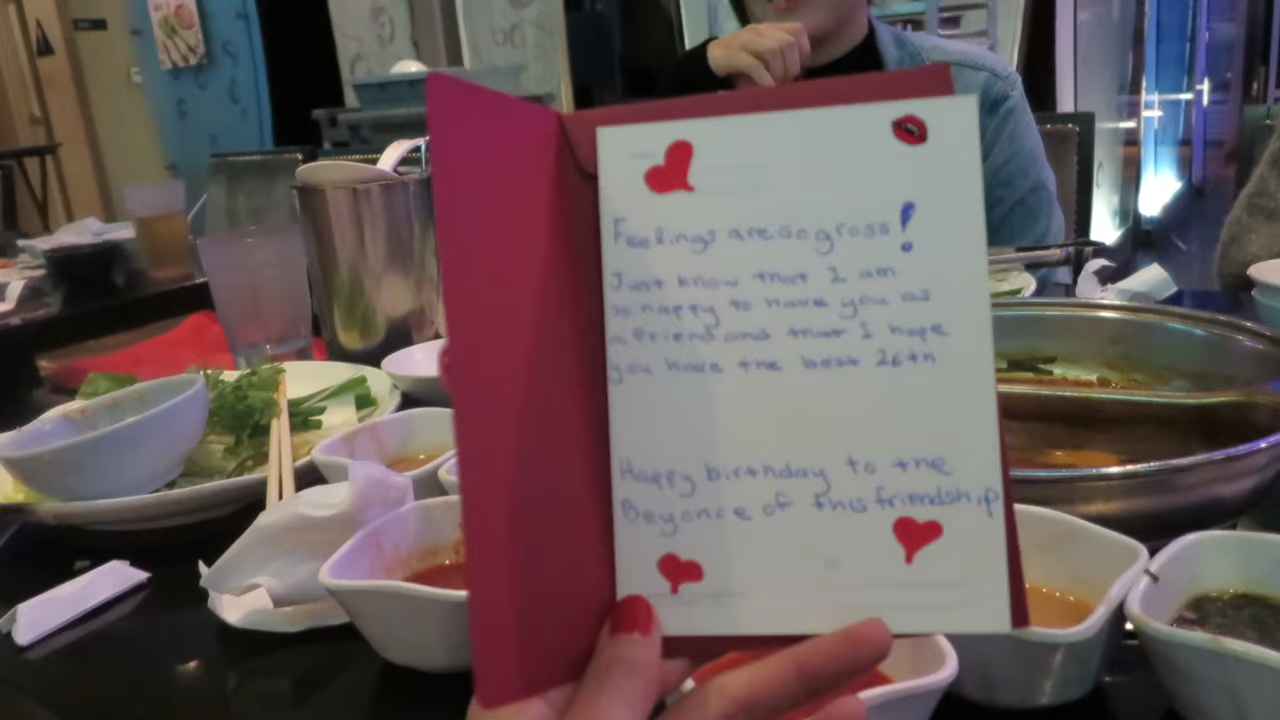 Feelings are so gross!
Just know that I am
so happy to have you as
a friend and that I hope
you have the best 26th
Happy birthday to the
Beyonce of this friendship